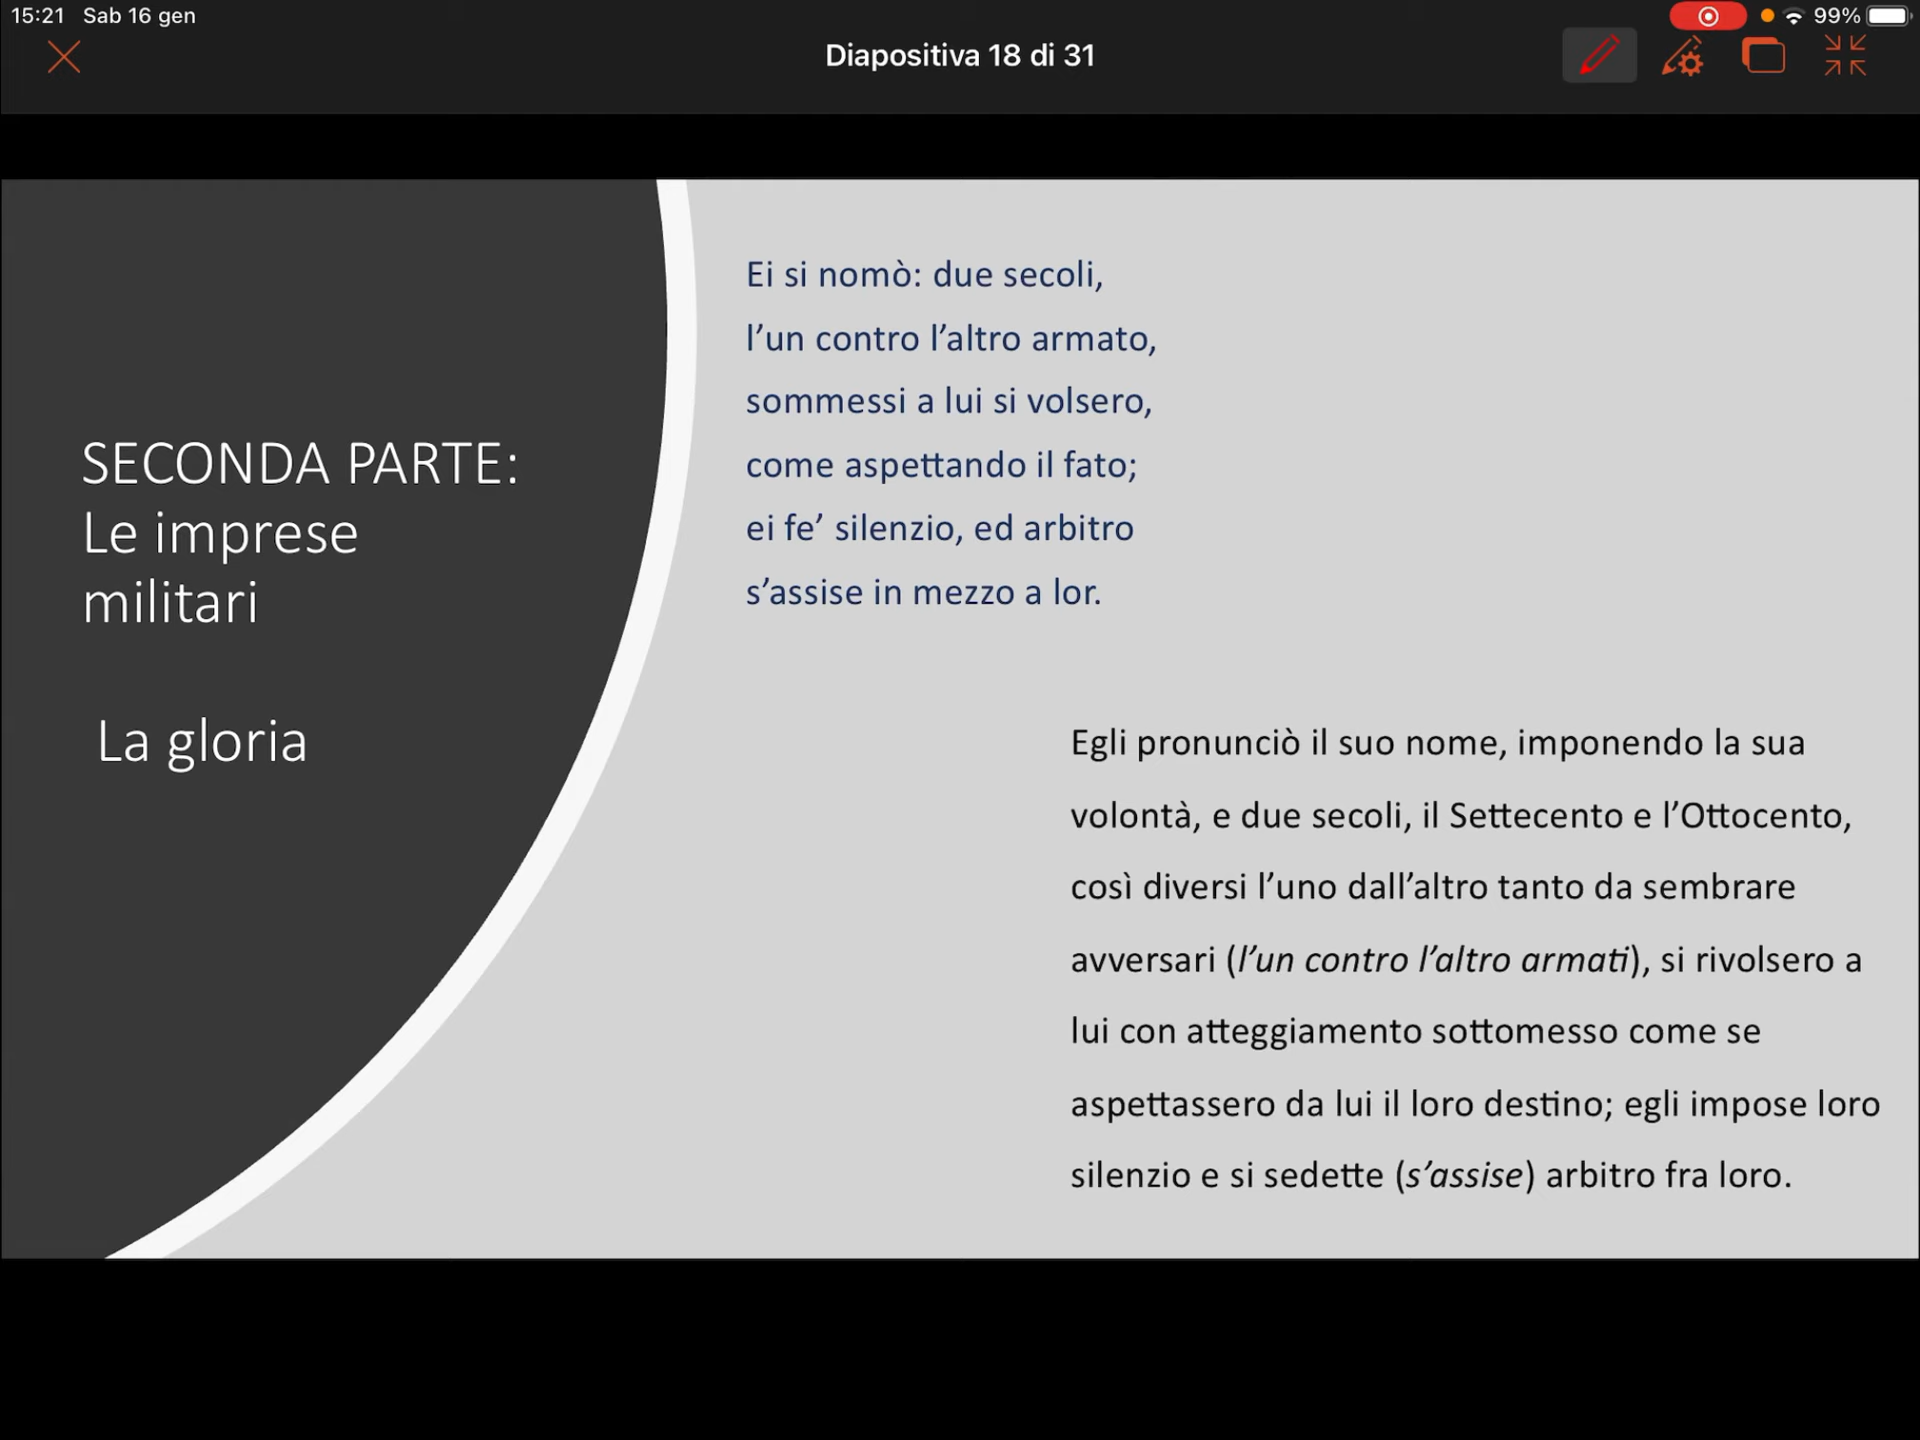 15:21 Sab 16 gen
99%
Diapositiva 18 di 31
SECONDA PARTE:
Le imprese
militari
La gloria
Ei si nomò: due secoli,
l’un contro l’altro armato,
sommessi a lui si volsero,
come aspettando il fato;
ei fe’ silenzio, ed arbitro
s’assise in mezzo a lor.
Egli pronunciò il suo nome, imponendo la sua
volontà, e due secoli, il Settecento e l’Ottocento,
così diversi l’uno dall’altro tanto da sembrare
avversari (l’un contro l’altro armati), si rivolsero a
lui con atteggiamento sottomesso come se
aspettassero da lui il loro destino; egli impose loro
silenzio e si sedette (s’assise) arbitro fra loro.